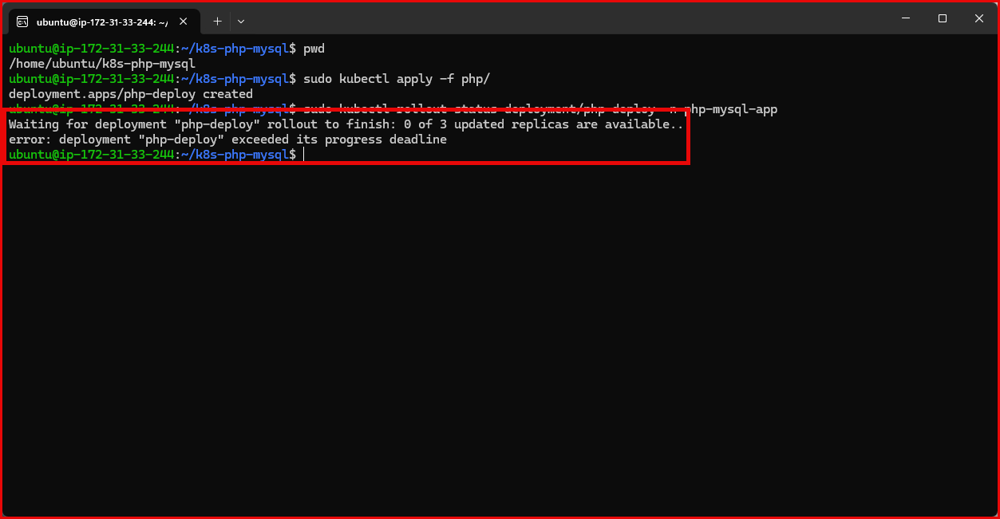 ubuntu@ip-172-31-33-244: ~/
ubuntu@ip-172-31-33-244:~/k8s-php-mysql$ pwd
/home/ubuntu/k8s-php-mysql
ubuntu@ip-172-31-33-244:~/k8s-php-mysql$ sudo kubectl apply -f php/
deployment.apps/php-deploy created
ubuntu@ip-172-31-33-244:~/k8s-php-mysql$ sudo kubectl rollout status deployment/php-deploy -n php-mysql-app
Waiting for deployment "php-deploy" rollout to finish: 0 of 3 updated replicas are available..
error: deployment "php-deploy" exceeded its progress deadline
ubuntu@ip-172-31-33-244:~/k8s-php-mysql$